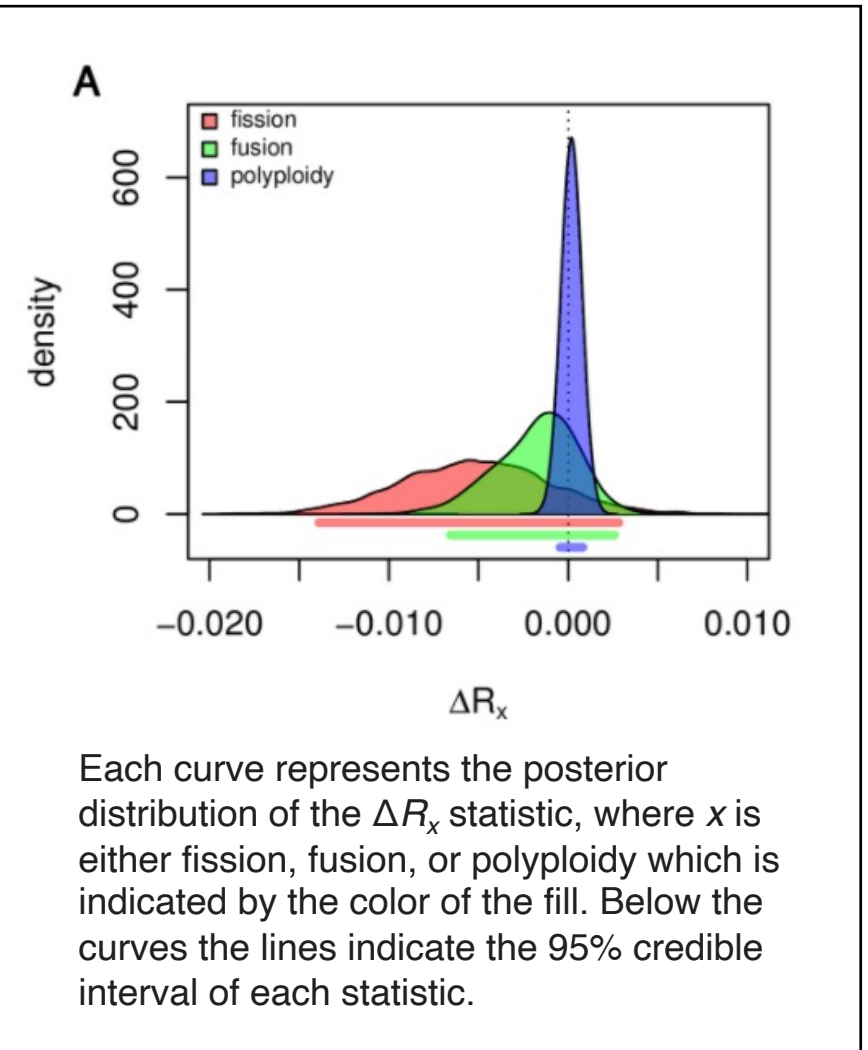 A
fission
fusion
polyploidy
density
600
400
200
0
−0.020 −0.010 0.000 0.010
ΔRx
Each curve represents the posterior
distribution of the ΔRx statistic, where x is
either fission, fusion, or polyploidy which is
indicated by the color of the fill. Below the
curves the lines indicate the 95% credible
interval of each statistic.